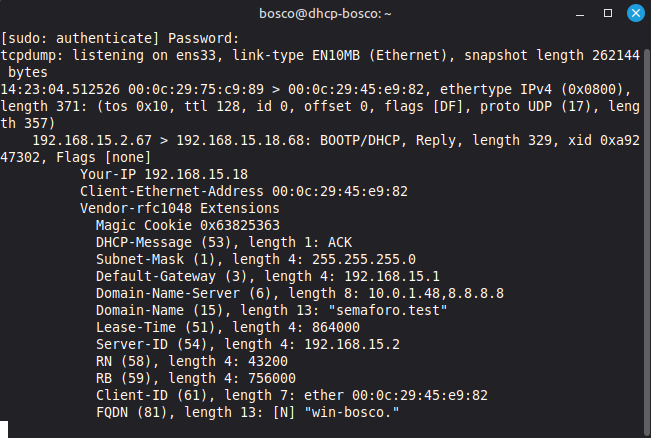 bosco@dhcp-bosco: ~
[sudo: authenticate] Password:
tcpdump: listening on ens33, link-type EN10MB (Ethernet), snapshot length 262144
 bytes
14:23:04.512526 00:0c:29:75:c9:89 > 00:0c:29:45:e9:82, ethertype IPv4 (0x0800),
length 371: (tos 0x10, ttl 128, id 0, offset 0, flags [DF], proto UDP (17), leng
th 357)
    192.168.15.2.67 > 192.168.15.18.68: BOOTP/DHCP, Reply, length 329, xid 0xa92
47302, Flags [none]
          Your-IP 192.168.15.18
          Client-Ethernet-Address 00:0c:29:45:e9:82
          Vendor-rfc1048 Extensions
            Magic Cookie 0x63825363
            DHCP-Message (53), length 1: ACK
            Subnet-Mask (1), length 4: 255.255.255.0
            Default-Gateway (3), length 4: 192.168.15.1
            Domain-Name-Server (6), length 8: 10.0.1.48,8.8.8.8
            Domain-Name (15), length 13: "semaforo.test"
            Lease-Time (51), length 4: 864000
            Server-ID (54), length 4: 192.168.15.2
            RN (58), length 4: 43200
            RB (59), length 4: 756000
            Client-ID (61), length 7: ether 00:0c:29:45:e9:82
            FQDN (81), length 13: [N] "win-bosco."